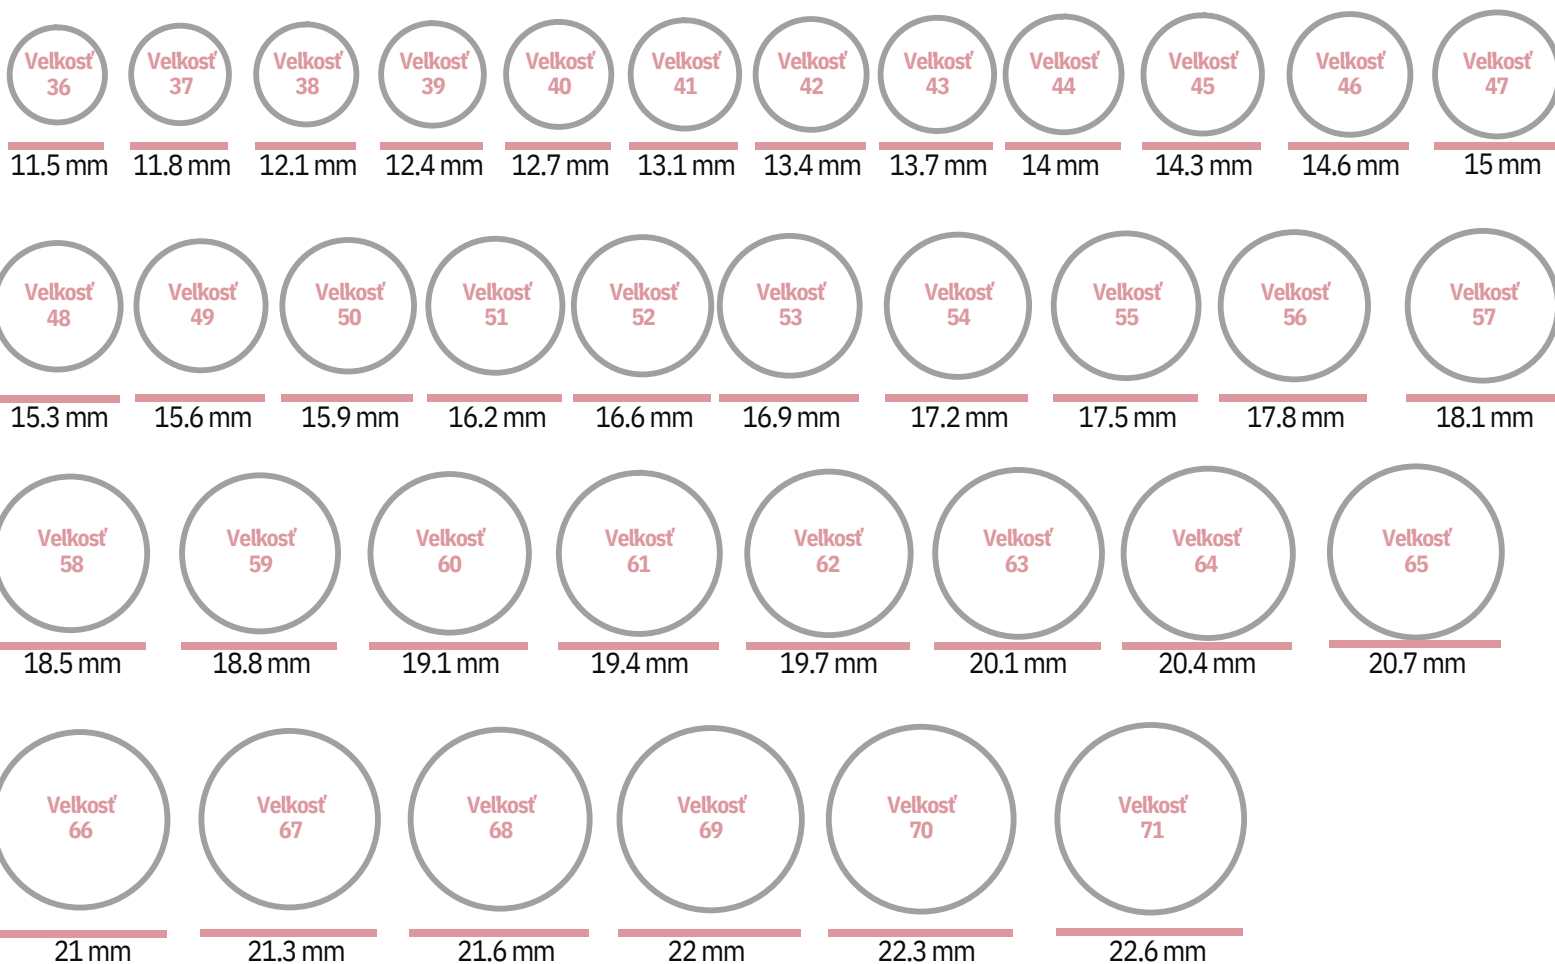 Veľkosť
36
Veľkosť
37
Veľkosť
38
Veľkosť
39
Veľkosť
40
Veľkosť
41
Veľkosť
42
Veľkosť
43
Veľkosť
44
Veľkosť
45
Veľkosť
46
Veľkosť
47
11.5 mm
11.8 mm
12.1 mm
12.4 mm
12.7 mm
13.1 mm
13.4 mm
13.7 mm
14 mm
14.3 mm
14.6 mm
15 mm
Veľkosť
48
Veľkosť
49
Veľkosť
50
Veľkosť
51
Veľkosť
52
Veľkosť
53
Veľkosť
54
Veľkosť
55
Veľkosť
56
Veľkosť
57
15.3 mm
15.6 mm
15.9 mm
16.2 mm
16.6 mm
16.9 mm
17.2 mm
17.5 mm
17.8 mm
18.1 mm
Veľkosť
58
Veľkosť
59
Veľkosť
60
Veľkosť
61
Veľkosť
62
Veľkosť
63
Veľkosť
64
Veľkosť
65
18.5 mm
18.8 mm
19.1 mm
19.4 mm
19.7 mm
20.1 mm
20.4 mm
20.7 mm
Veľkosť
66
Veľkosť
67
Veľkosť
68
Veľkosť
69
Veľkosť
70
Veľkosť
71
21 mm
21.3 mm
21.6 mm
22 mm
22.3 mm
22.6 mm